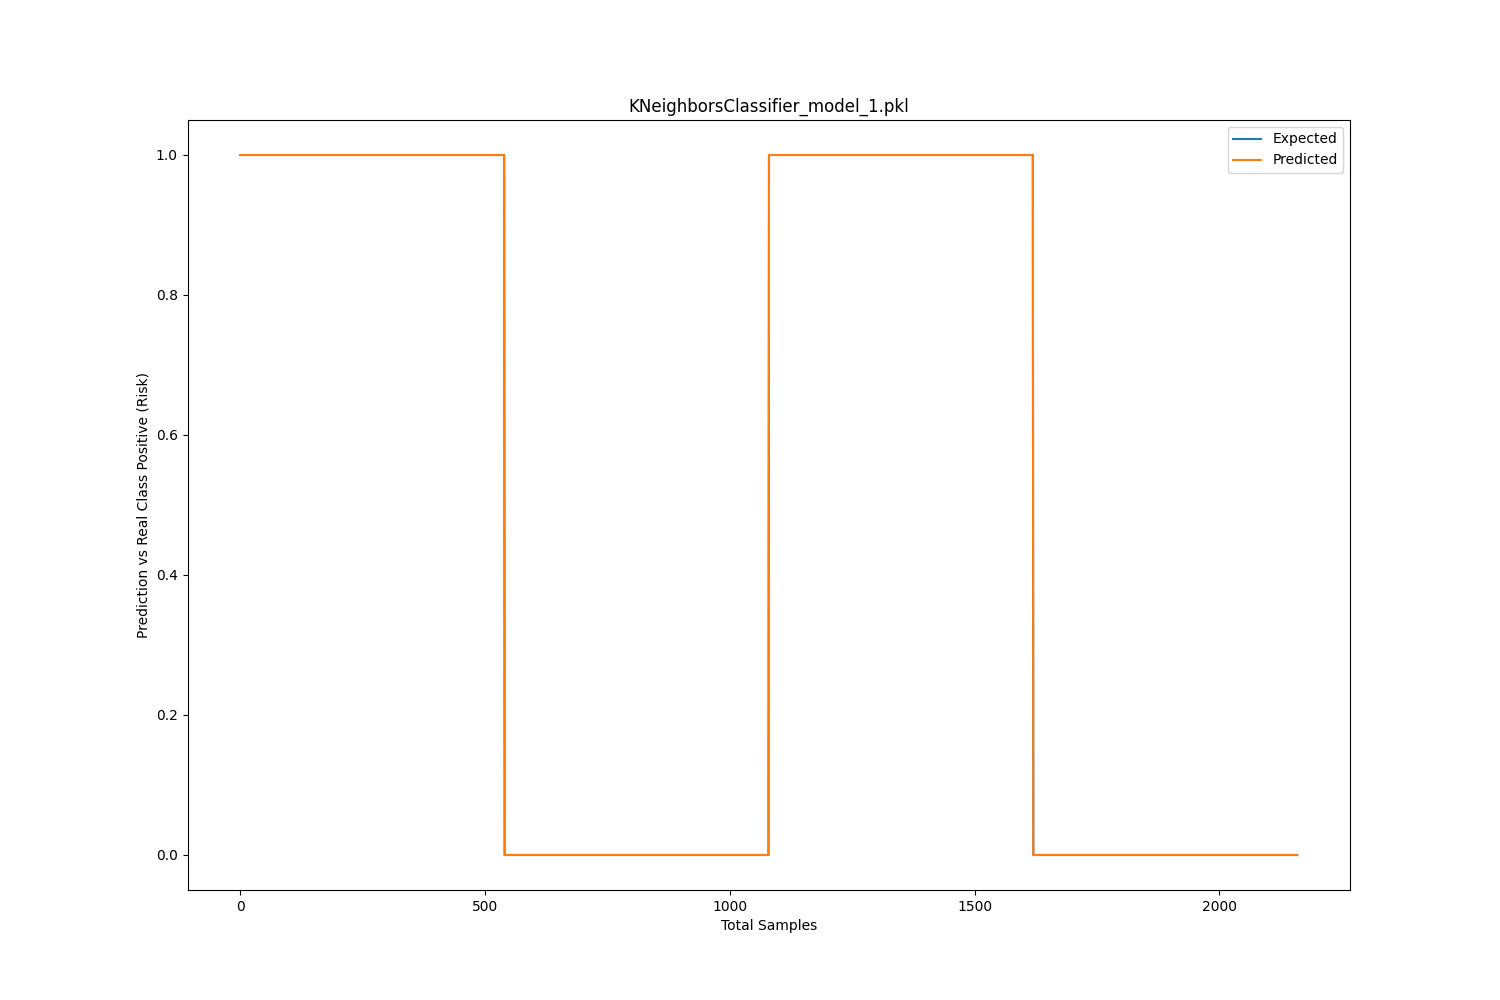 KNeighborsClassifier_model_1.pkl
Expected
Predicted
1.0
0.8
0.6
0.4
0.2
0.0
Prediction vs Real Class Positive (Risk)
0 500 1000 1500 2000
Total Samples